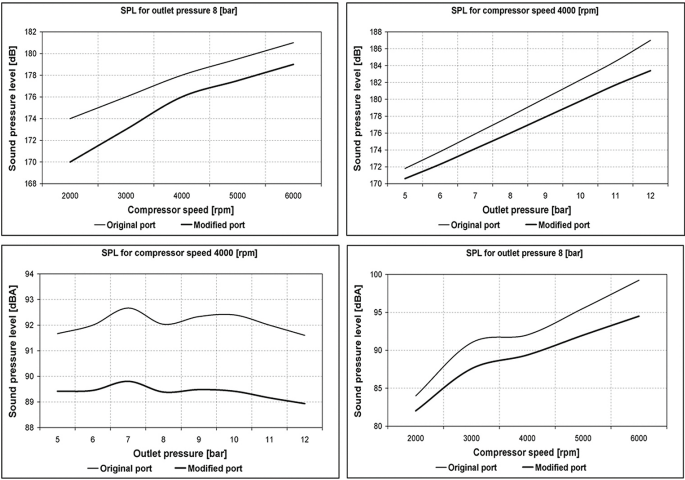 SPL for outlet pressure 8 [bar]
Sound pressure level [dB]
182
180
178
176
174
172
170
168
2000 3000 4000 5000 6000
Compressor speed [rpm]
Original port Modified port
SPL for compressor speed 4000 [rpm]
Sound pressure level [dB]
188
186
184
182
180
178
176
174
172
170
5 6 7 8 9 10 11 12
Outlet pressure [bar]
Original port Modified port
SPL for compressor speed 4000 [rpm]
Sound pressure level [dBA]
94
93
92
91
90
89
88
5 6 7 8 9 10 11 12
Outlet pressure [bar]
Original port Modified port
SPL for outlet pressure 8 [bar]
Sound pressure level [dBA]
100
95
90
85
80
2000 3000 4000 5000 6000
Compressor speed [rpm]
Original port Modified port